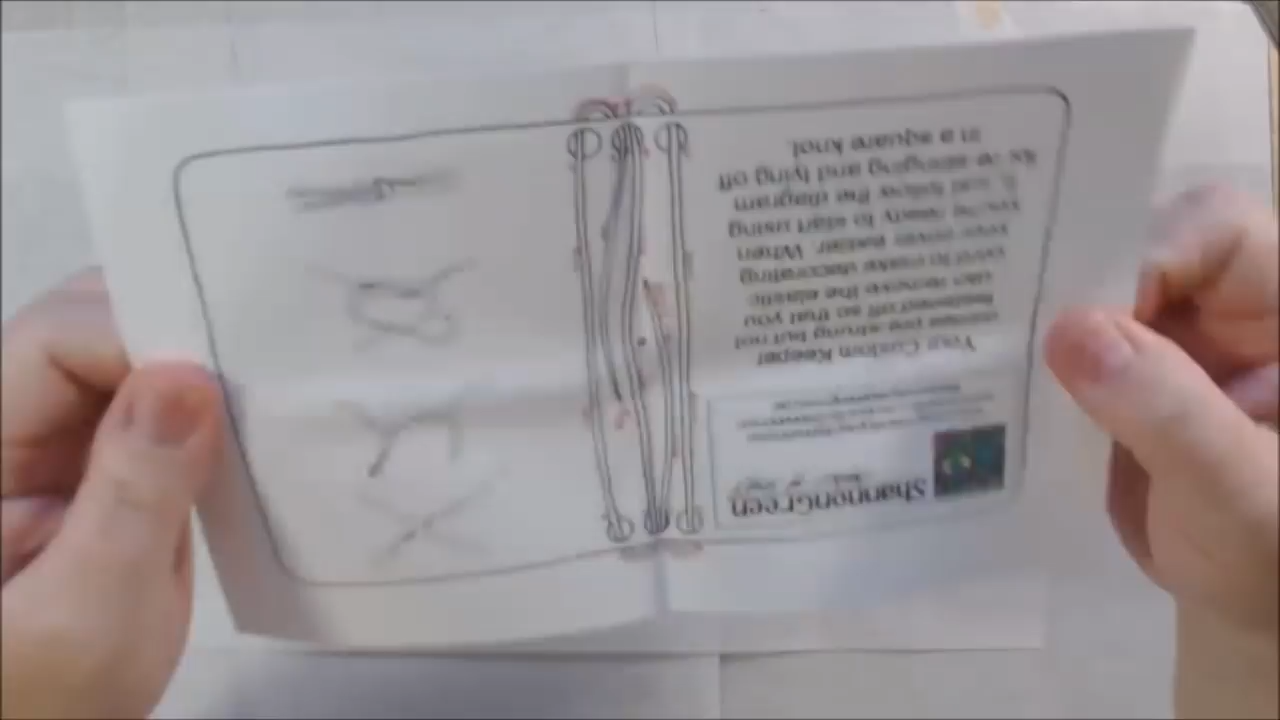 ShannonGreen
Your Custom Keeper
comes pre-strung but not
fastened off so that you
can remove the elastic
cord to make decorating
your cover easier. When
you're ready to start using
it, just follow the diagram
for re-stringing and tying off
in a square knot.